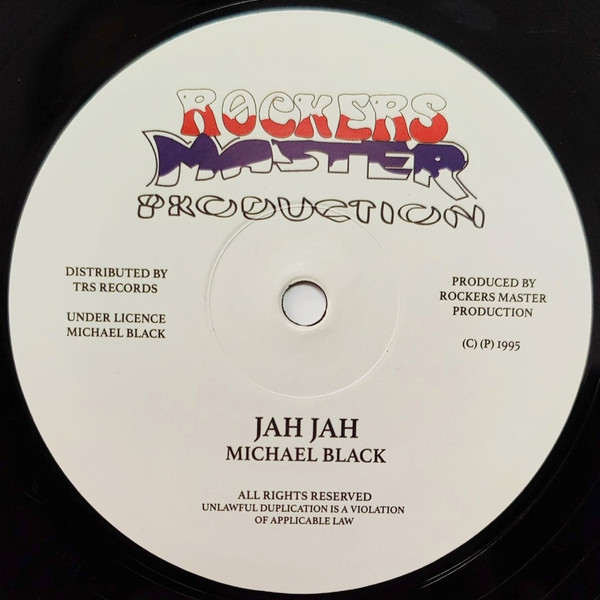 ROCKERS
MASTER
PRODUCTION
DISTRIBUTED BY
TRS RECORDS
UNDER LICENCE
MICHAEL BLACK
PRODUCED BY
ROCKERS MASTER
PRODUCTION
(C) (P) 1995
JAH JAH
MICHAEL BLACK
ALL RIGHTS RESERVED
UNLAWFUL DUPLICATION IS A VIOLATION
OF APPLICABLE LAW